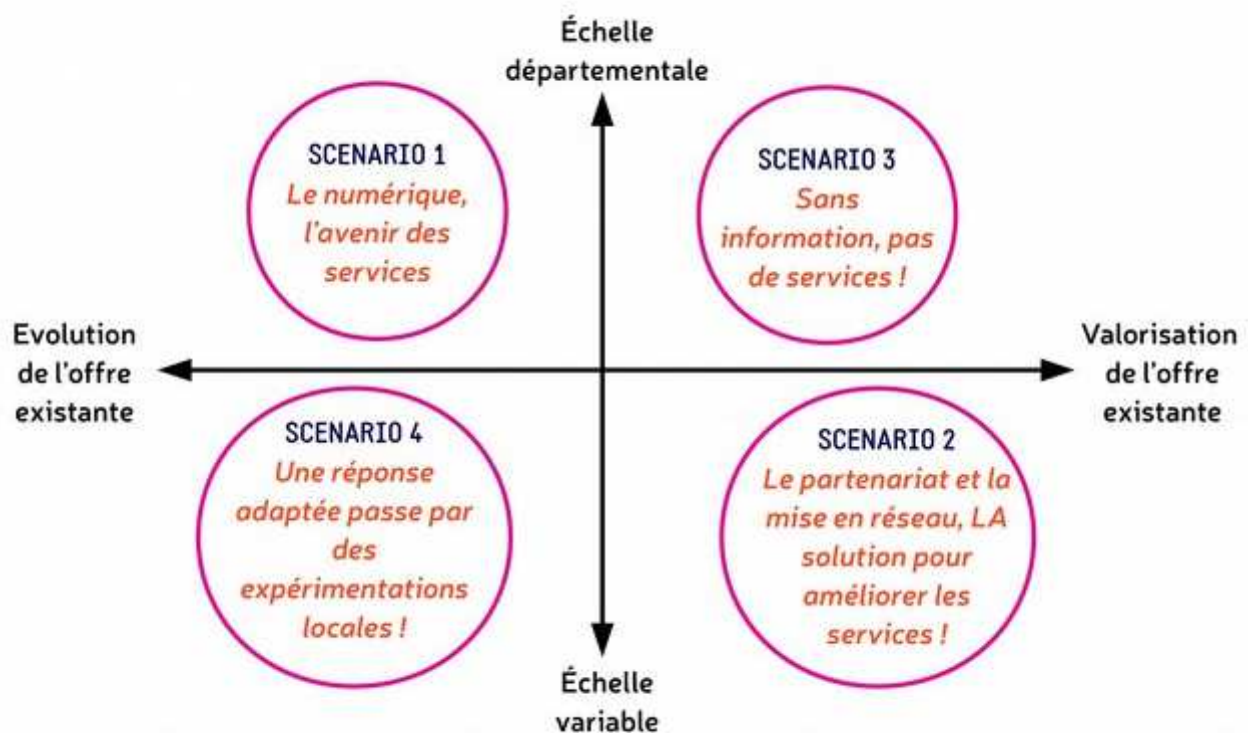 Échelle
départementale
SCENARIO 1
Le numérique,
l'avenir des
services
SCENARIO 3
Sans
information, pas
de services !
Evolution
de l'offre
existante
Valorisation
de l'offre
existante
SCENARIO 4
Une réponse
adaptée passe par
des
expérimentations
locales !
SCENARIO 2
Le partenariat et la
mise en réseau, LA
solution pour
améliorer les
services !
Échelle
variable